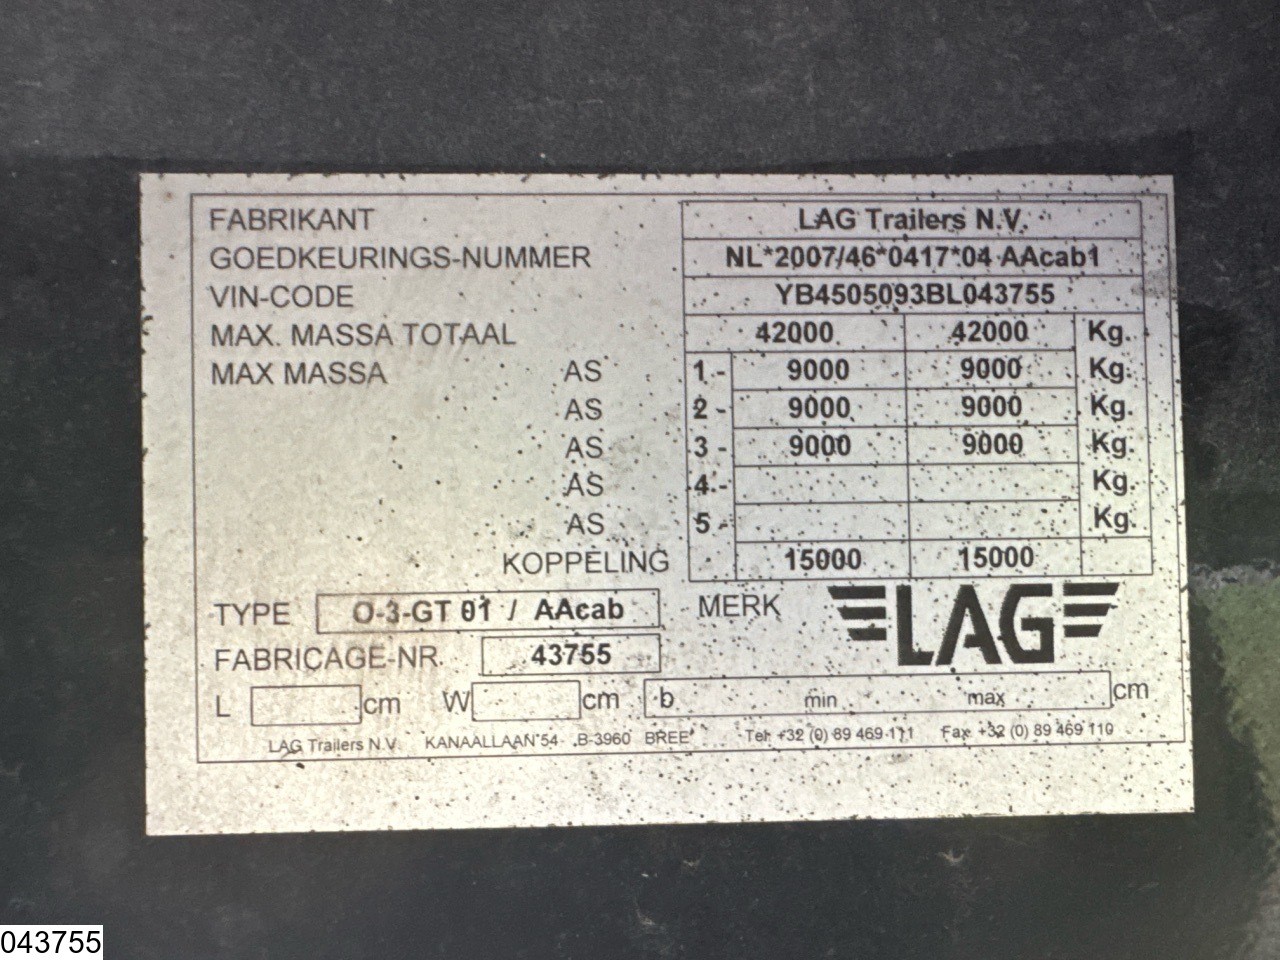 FABRIKANT LAG Trailers N.V.
GOEDKEURINGS-NUMMER NL*2007/46*0417*04 AAcab1
VIN-CODE YB4505093BL043755
MAX. MASSA TOTAAL 42000 42000 Kg.
MAX MASSA AS 1 - 9000 9000 Kg.
AS 2 - 9000 9000 Kg.
AS 3 - 9000 9000 Kg.
AS 4 - Kg.
AS 5 - Kg.
KOPPELING 15000 15000
TYPE O-3-GT 01 / AAcab MERK LAG
FABRICAGE-NR. 43755
L cm W cm b min max cm
LAG Trailers N.V. KANAALLAAN 54 B-3960 BREE Tel: +32 (0) 89 469 111 Fax +32 (0) 89 469 110
043755